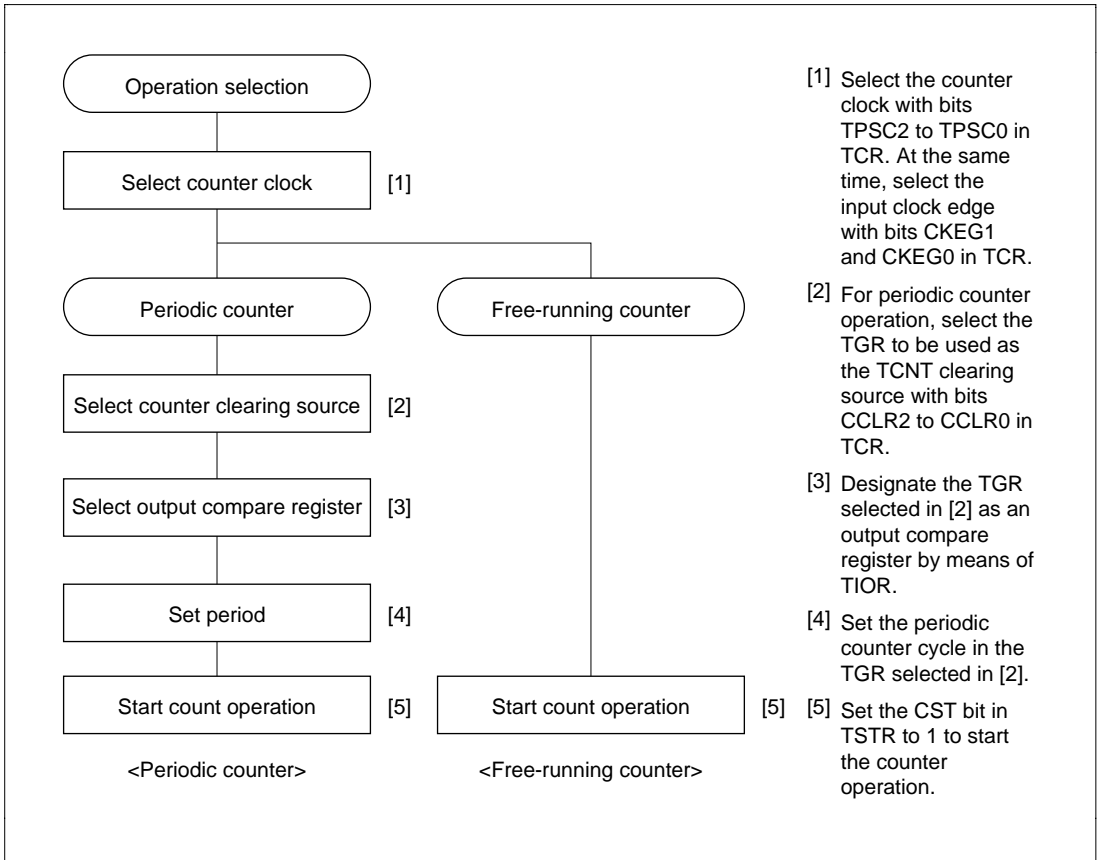 Operation selection
Select counter clock [1]
Periodic counter
Free-running counter
Select counter clearing source [2]
Select output compare register [3]
Set period [4]
Start count operation [5]
Start count operation [5]
<Periodic counter>
<Free-running counter>
[1] Select the counter
clock with bits
TPSC2 to TPSC0 in
TCR. At the same
time, select the
input clock edge
with bits CKEG1
and CKEG0 in TCR.
[2] For periodic counter
operation, select the
TGR to be used as
the TCNT clearing
source with bits
CCLR2 to CCLR0 in
TCR.
[3] Designate the TGR
selected in [2] as an
output compare
register by means of
TIOR.
[4] Set the periodic
counter cycle in the
TGR selected in [2].
[5] Set the CST bit in
TSTR to 1 to start
the counter
operation.